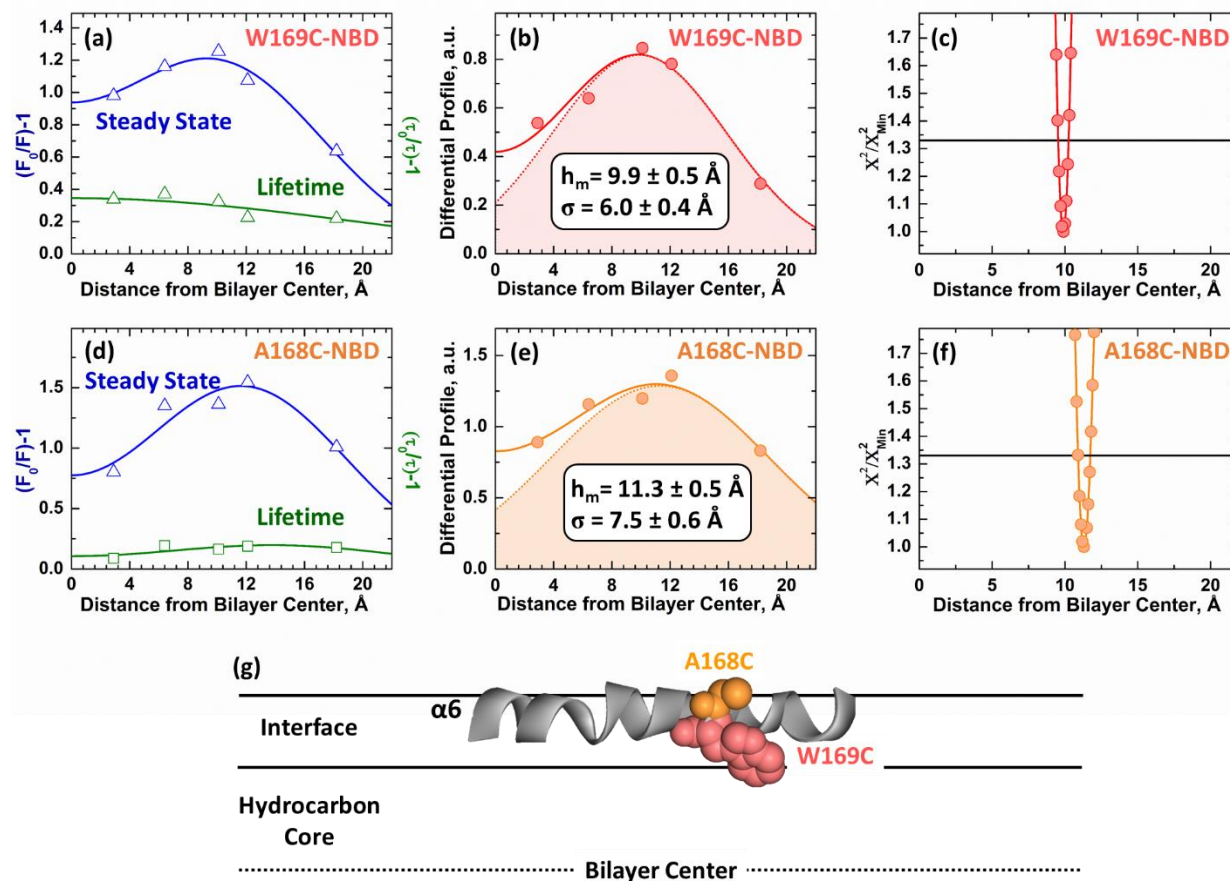 (a) W169C-NBD
1.4
1.2
1.0
0.8
0.6
0.4
0.2
0.0
(F₀/F)-1
Steady State
Lifetime
(τ₀/τ)-1
0 4 8 12 16 20
Distance from Bilayer Center, Å
(b) W169C-NBD
0.8
0.6
0.4
0.2
0.0
Differential Profile, a.u.
hₘ= 9.9 ± 0.5 Å
σ = 6.0 ± 0.4 Å
0 4 8 12 16 20
Distance from Bilayer Center, Å
(c) W169C-NBD
1.7
1.6
1.5
1.4
1.3
1.2
1.1
1.0
X²/X²Min
0 5 10 15 20
Distance from Bilayer Center, Å
(d) A168C-NBD
Steady State
1.5
1.0
0.5
0.0
(F₀/F)-1
Lifetime
(τ₀/τ)-1
0 4 8 12 16 20
Distance from Bilayer Center, Å
(e) A168C-NBD
1.5
1.0
0.5
0.0
Differential Profile, a.u.
hₘ= 11.3 ± 0.5 Å
σ = 7.5 ± 0.6 Å
0 4 8 12 16 20
Distance from Bilayer Center, Å
(f) A168C-NBD
1.7
1.6
1.5
1.4
1.3
1.2
1.1
1.0
X²/X²Min
0 5 10 15 20
Distance from Bilayer Center, Å
(g)
A168C
α6
Interface
W169C
Hydrocarbon
Core
Bilayer Center